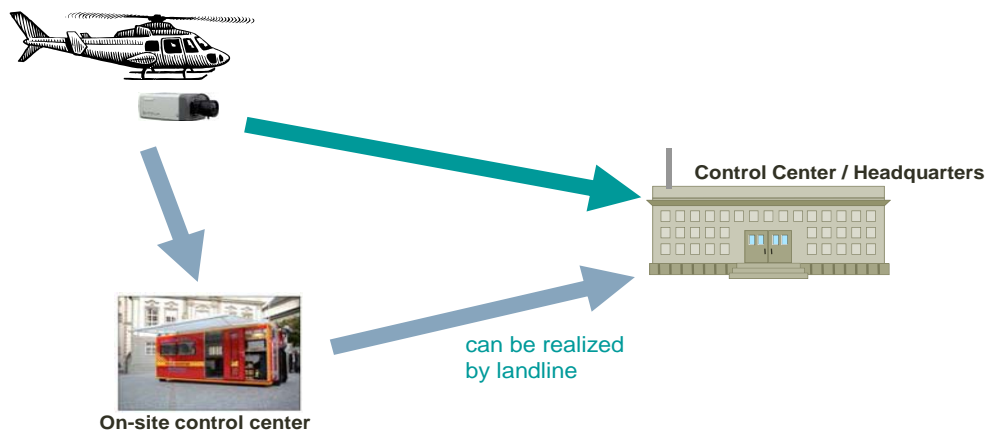 Control Center / Headquarters
can be realized
by landline
On-site control center